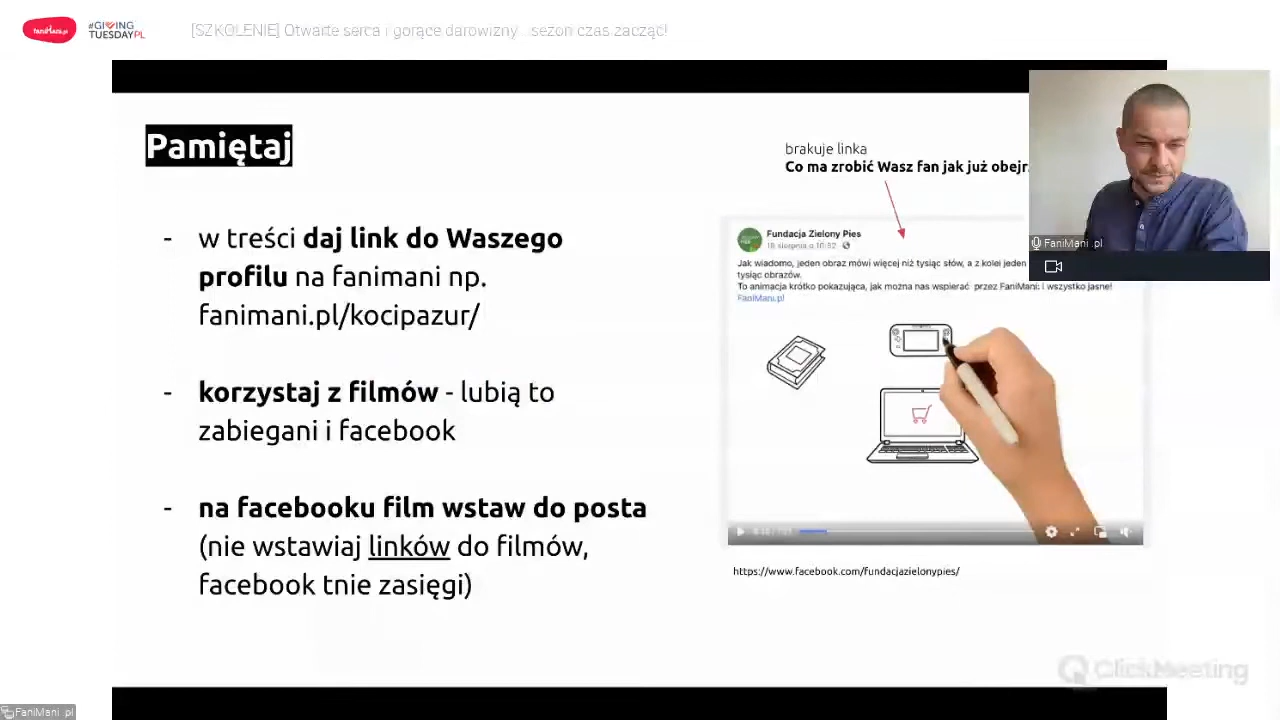 FaniMani.pl
#GIVING
TUESDAYPL
[SZKOLENIE] Otwarte serca i gorące darowizny - sezon czas zacząć!
Pamiętaj
- w treści daj link do Waszego
profilu na fanimani np.
fanimani.pl/kocipazur/
- korzystaj z filmów - lubią to
zabiegani i facebook
- na facebooku film wstaw do posta
(nie wstawiaj linków do filmów,
facebook tnie zasięgi)
brakuje linka
Co ma zrobić Wasz fan jak już obejr
Fundacja Zielony Pies
18 sierpnia o 10:52
Jak wiadomo, jeden obraz mówi więcej niż tysiąc słów, a z kolei jeden
tysiąc obrazów.
To animacja krótko pokazująca, jak można nas wspierać przez FaniMani i wszystko jasne!
FaniMani.pl
https://www.facebook.com/fundacjazielonypies/
FaniMani .pl
ClickMeeting
FaniMani .pl